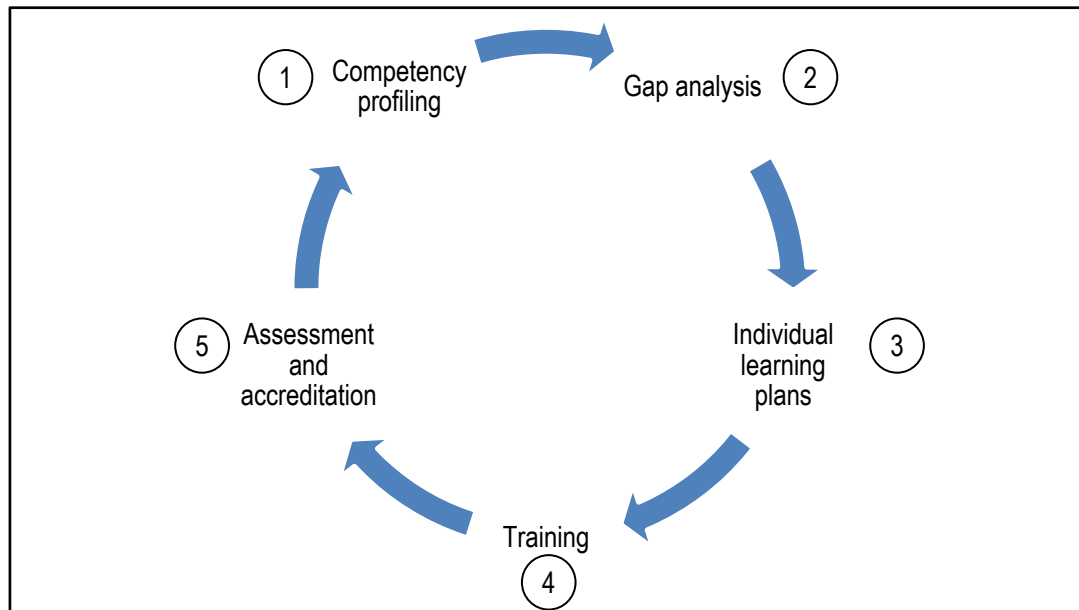 1
Competency
profiling
Gap analysis
2
Individual
learning
plans
3
Training
4
5
Assessment
and
accreditation